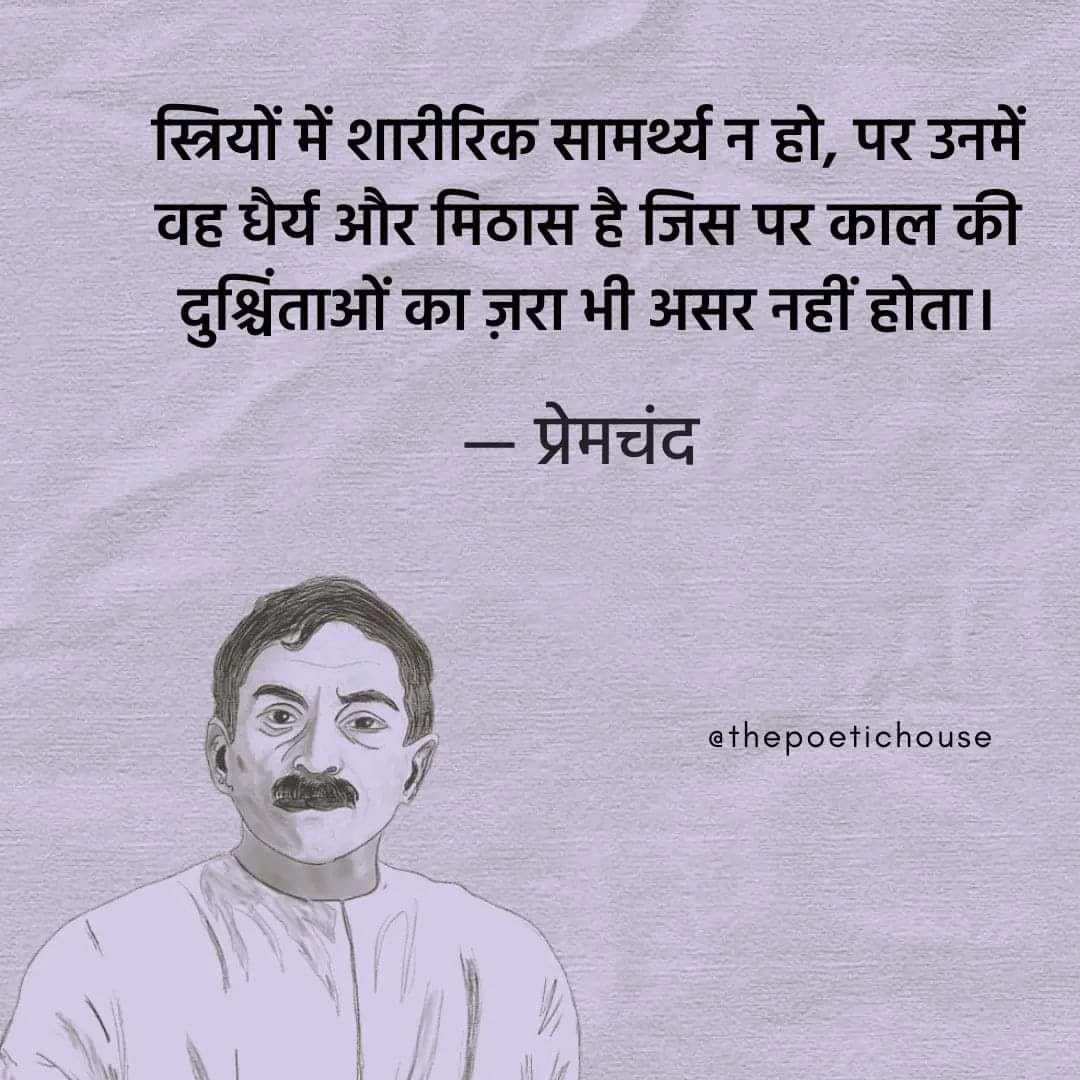 स्त्रियों में शारीरिक सामर्थ्य न हो, पर उनमें
वह धैर्य और मिठास है जिस पर काल की
दुश्चिंताओं का ज़रा भी असर नहीं होता।
— प्रेमचंद
@thepoetichouse